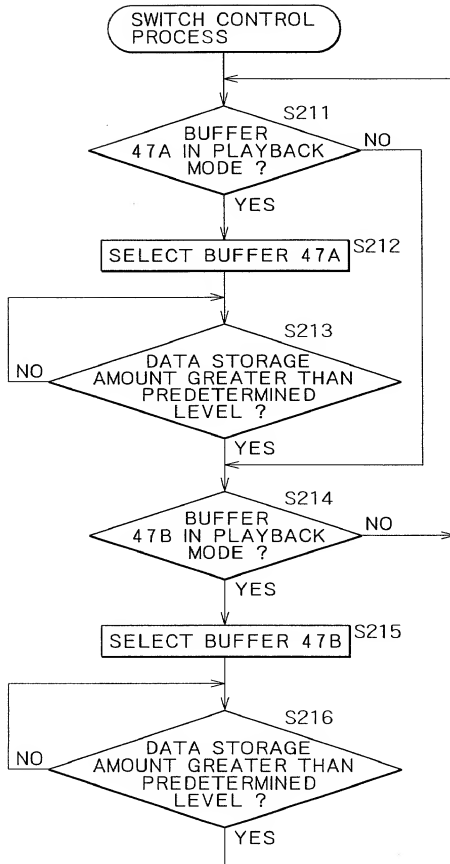 SWITCH CONTROL
PROCESS
S211
BUFFER
47A IN PLAYBACK
MODE ?
NO
YES
SELECT BUFFER 47A
S212
S213
DATA STORAGE
AMOUNT GREATER THAN
PREDETERMINED
LEVEL ?
NO
YES
S214
BUFFER
47B IN PLAYBACK
MODE ?
NO
YES
SELECT BUFFER 47B
S215
S216
DATA STORAGE
AMOUNT GREATER THAN
PREDETERMINED
LEVEL ?
NO
YES